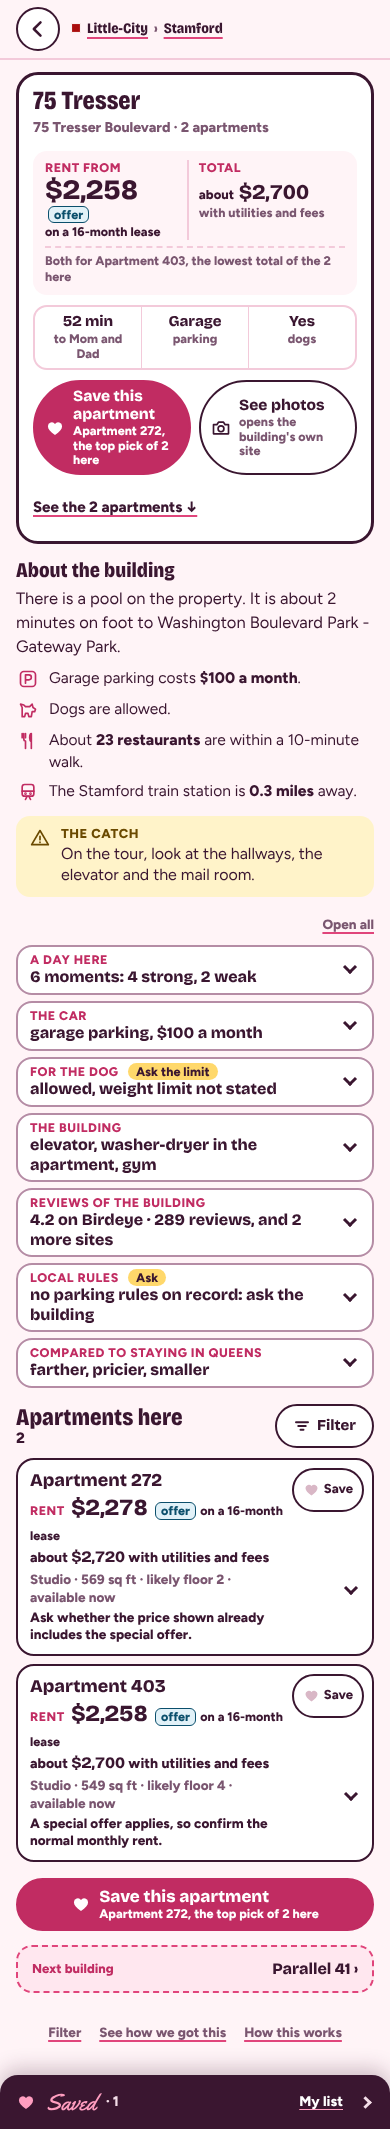 Little-City › Stamford
75 Tresser
75 Tresser Boulevard · 2 apartments
RENT FROM
$2,258
offer
on a 16-month lease
TOTAL
about $2,700
with utilities and fees
Both for Apartment 403, the lowest total of the 2
here
52 min
to Mom and
Dad
Garage
parking
Yes
dogs
Save this
apartment
Apartment 272,
the top pick of 2
here
See photos
opens the
building's own
site
See the 2 apartments ↓
About the building
There is a pool on the property. It is about 2
minutes on foot to Washington Boulevard Park -
Gateway Park.
Garage parking costs $100 a month.
Dogs are allowed.
About 23 restaurants are within a 10-minute
walk.
The Stamford train station is 0.3 miles away.
THE CATCH
On the tour, look at the hallways, the
elevator and the mail room.
Open all
A DAY HERE
6 moments: 4 strong, 2 weak
THE CAR
garage parking, $100 a month
FOR THE DOG Ask the limit
allowed, weight limit not stated
THE BUILDING
elevator, washer-dryer in the
apartment, gym
REVIEWS OF THE BUILDING
4.2 on Birdeye · 289 reviews, and 2
more sites
LOCAL RULES Ask
no parking rules on record: ask the
building
COMPARED TO STAYING IN QUEENS
farther, pricier, smaller
Apartments here
2
Filter
Apartment 272
Save
RENT $2,278 offer on a 16-month
lease
about $2,720 with utilities and fees
Studio · 569 sq ft · likely floor 2 ·
available now
Ask whether the price shown already
includes the special offer.
Apartment 403
Save
RENT $2,258 offer on a 16-month
lease
about $2,700 with utilities and fees
Studio · 549 sq ft · likely floor 4 ·
available now
A special offer applies, so confirm the
normal monthly rent.
Save this apartment
Apartment 272, the top pick of 2 here
Next building Parallel 41 ›
Filter See how we got this How this works
Saved · 1 My list